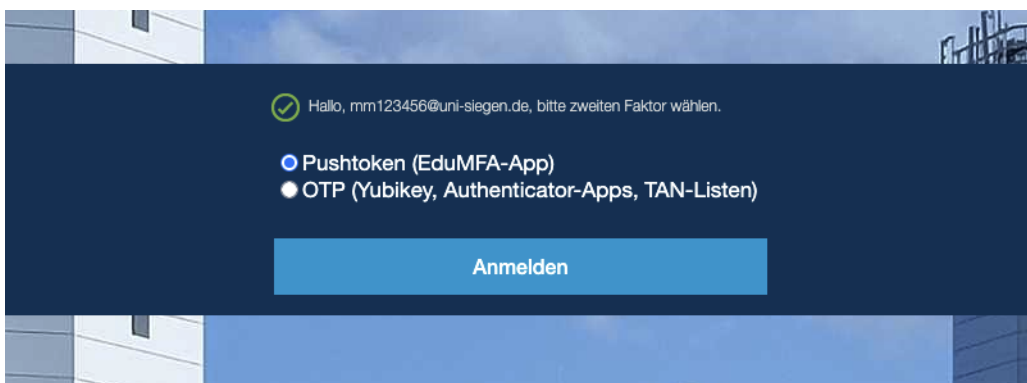 Hallo, mm123456@uni-siegen.de, bitte zweiten Faktor wählen.
Pushtoken (EduMFA-App)
OTP (Yubikey, Authenticator-Apps, TAN-Listen)
Anmelden